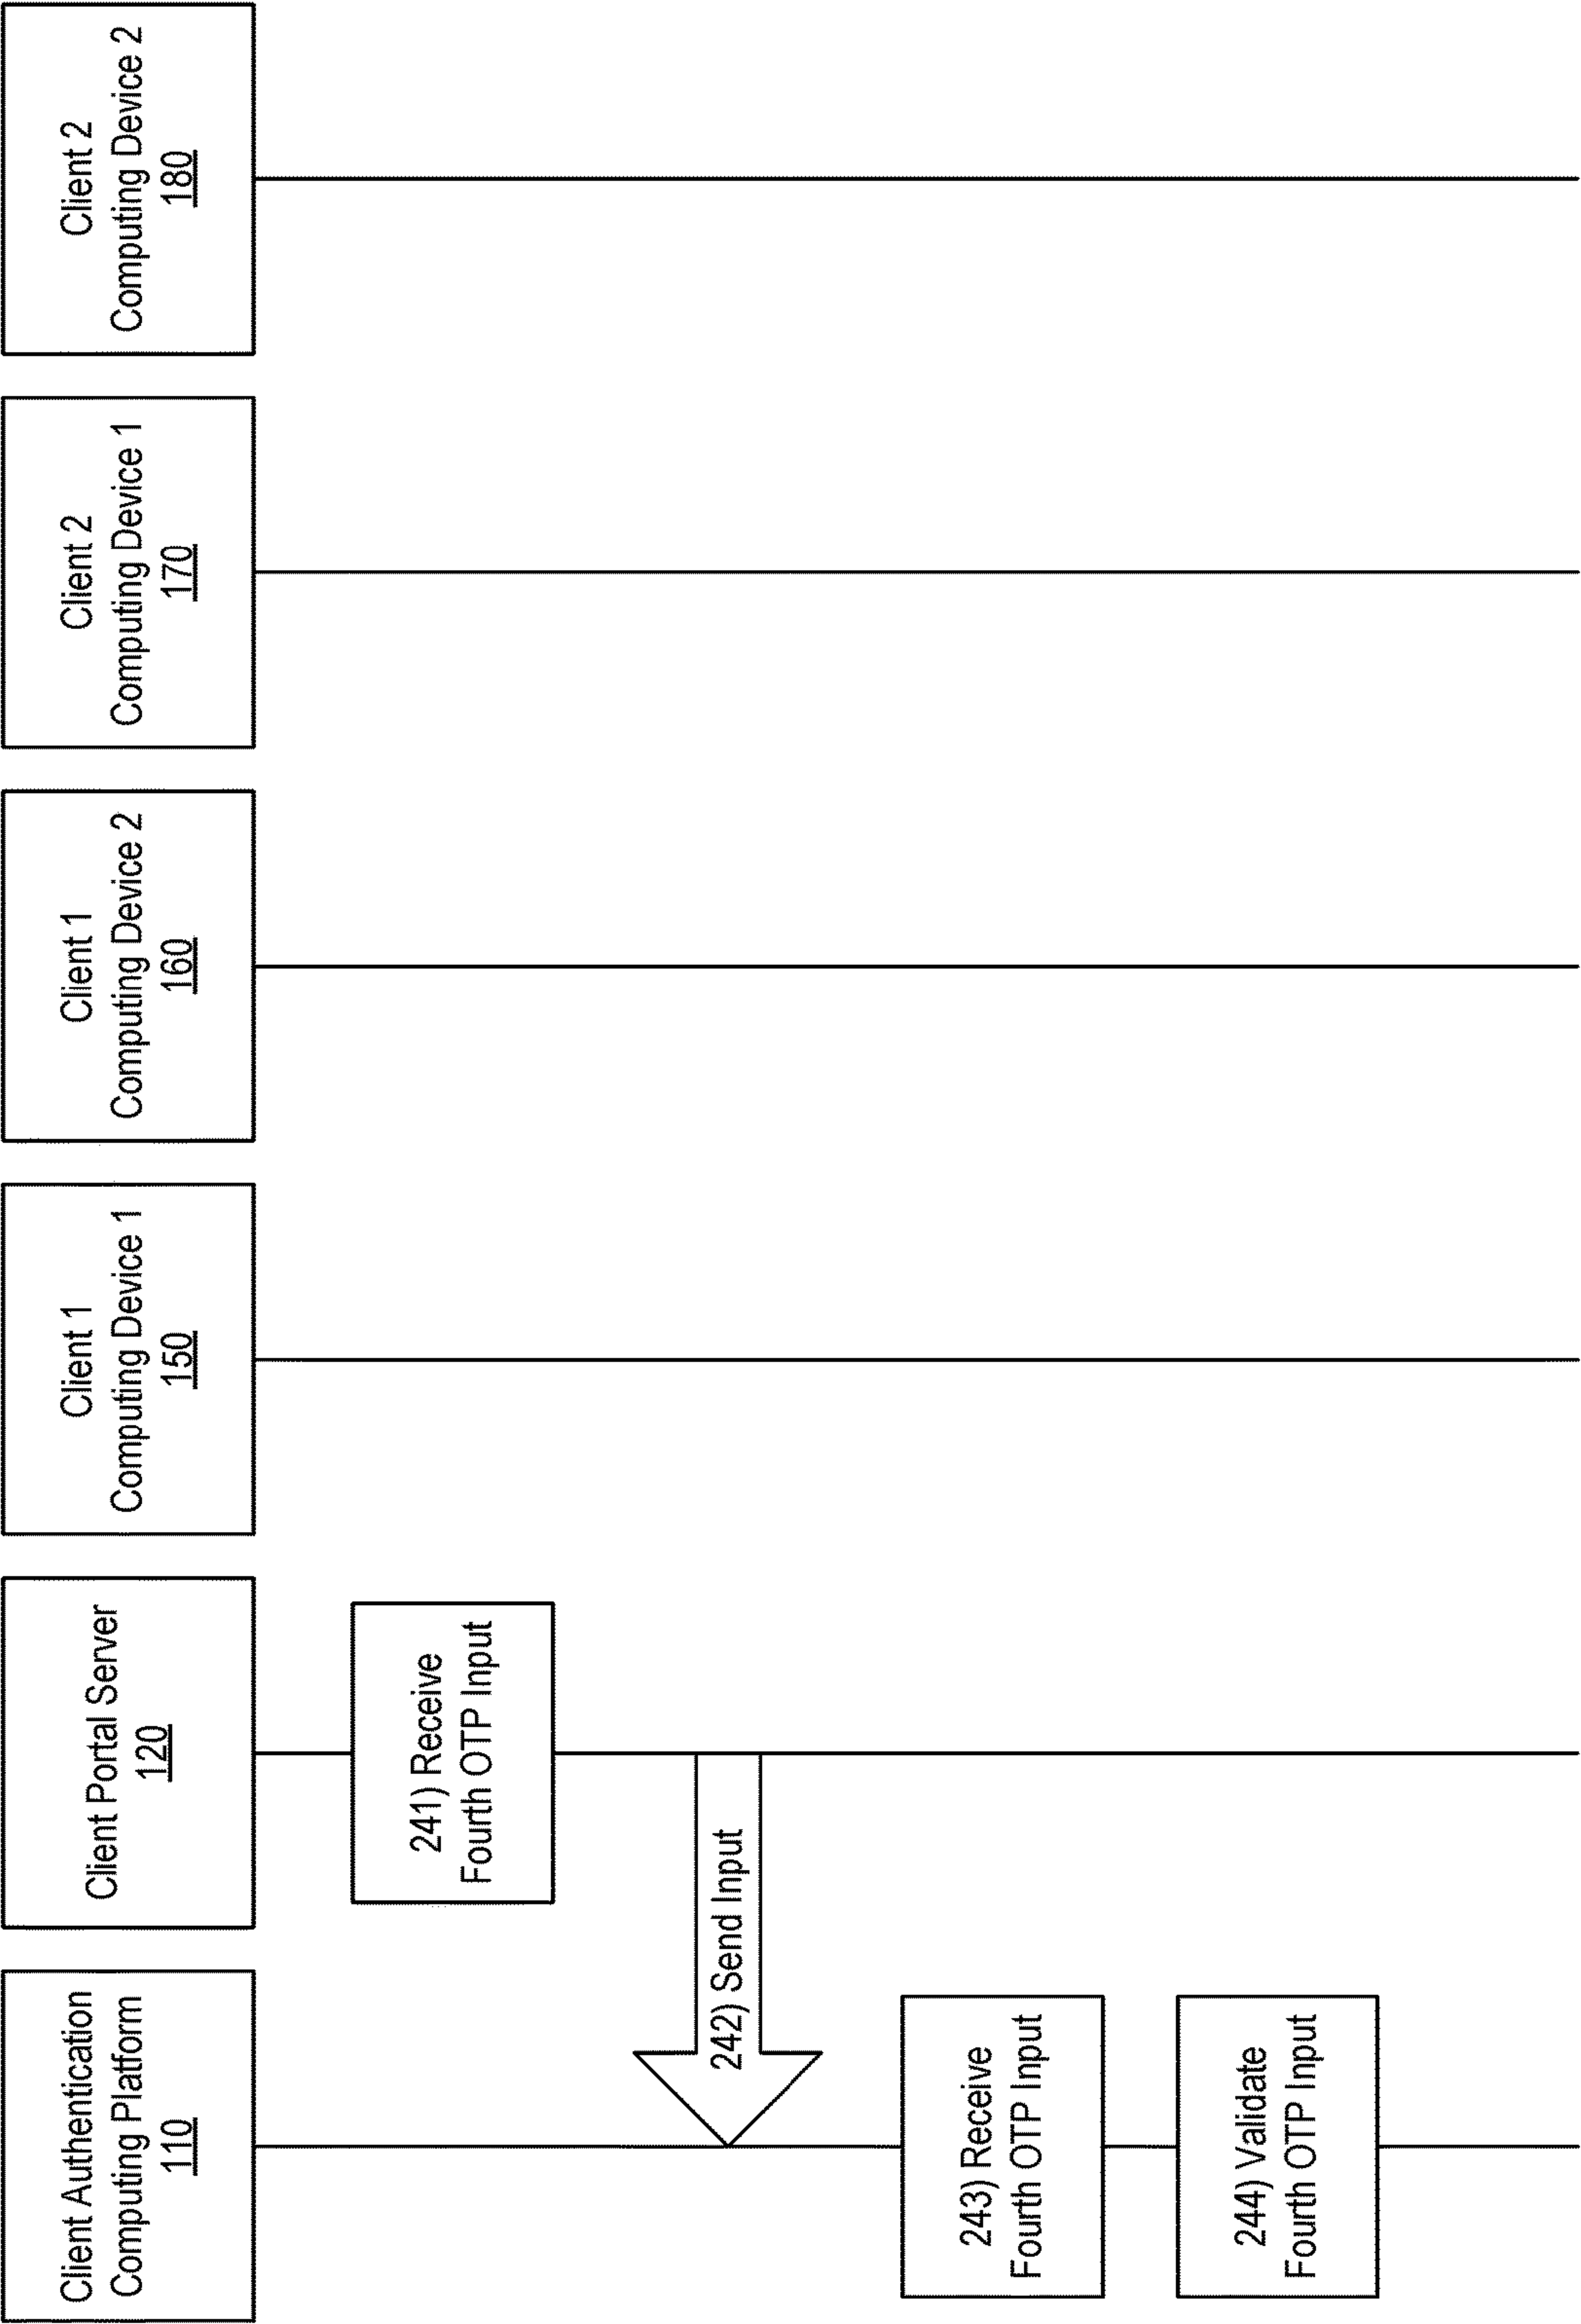 Client Authentication
Computing Platform
110
Client Portal Server
120
Client 1
Computing Device 1
150
Client 1
Computing Device 2
160
Client 2
Computing Device 1
170
Client 2
Computing Device 2
180
241) Receive
Fourth OTP Input
242) Send Input
243) Receive
Fourth OTP Input
244) Validate
Fourth OTP Input